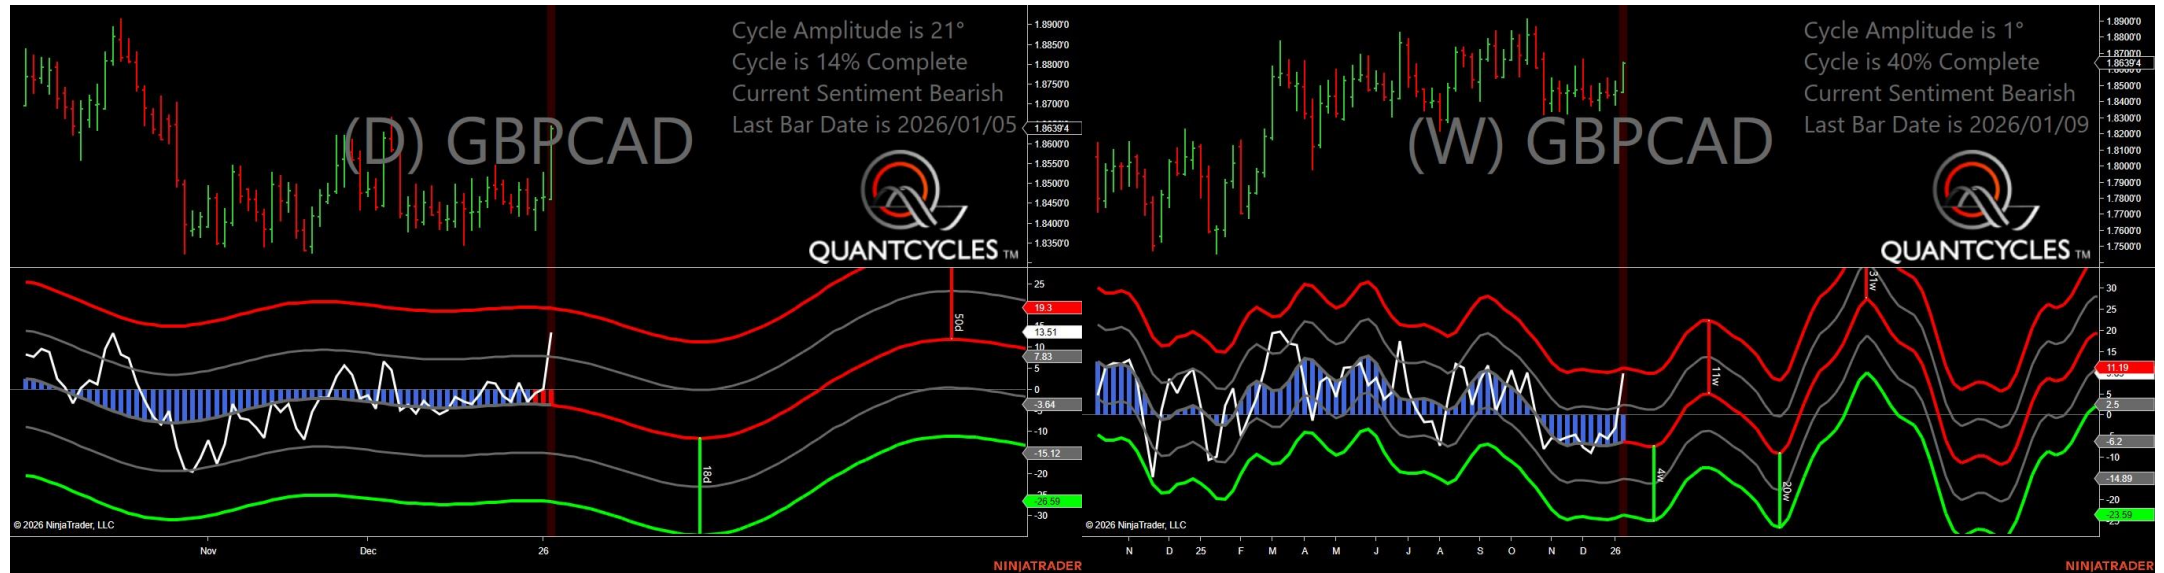 Cycle Amplitude is 21°
Cycle is 14% Complete
Current Sentiment Bearish
Last Bar Date is 2026/01/05
(D) GBPCAD
QUANTCYCLES TM
1.8900'0
1.8850'0
1.8800'0
1.8750'0
1.8700'0
1.8639'4
1.8600'0
1.8550'0
1.8500'0
1.8450'0
1.8400'0
1.8350'0
25
19.3
13.51
10
7.83
5
0
-3.64
-10
-15.12
-20
-26.59
-30
50d
18d
© 2026 NinjaTrader, LLC
Nov
Dec
26
NINJATRADER
Cycle Amplitude is 1°
Cycle is 40% Complete
Current Sentiment Bearish
Last Bar Date is 2026/01/09
(W) GBPCAD
QUANTCYCLES TM
1.8900'0
1.8800'0
1.8700'0
1.8639'4
1.8500'0
1.8400'0
1.8300'0
1.8200'0
1.8100'0
1.8000'0
1.7900'0
1.7800'0
1.7700'0
1.7600'0
1.7500'0
30
25
20
15
11.19
5
2.5
0
-6.2
-10
-14.89
-20
-23.59
4w
11w
20w
31w
© 2026 NinjaTrader, LLC
N
D
25
F
M
A
M
J
J
A
S
O
N
D
26
NINJATRADER